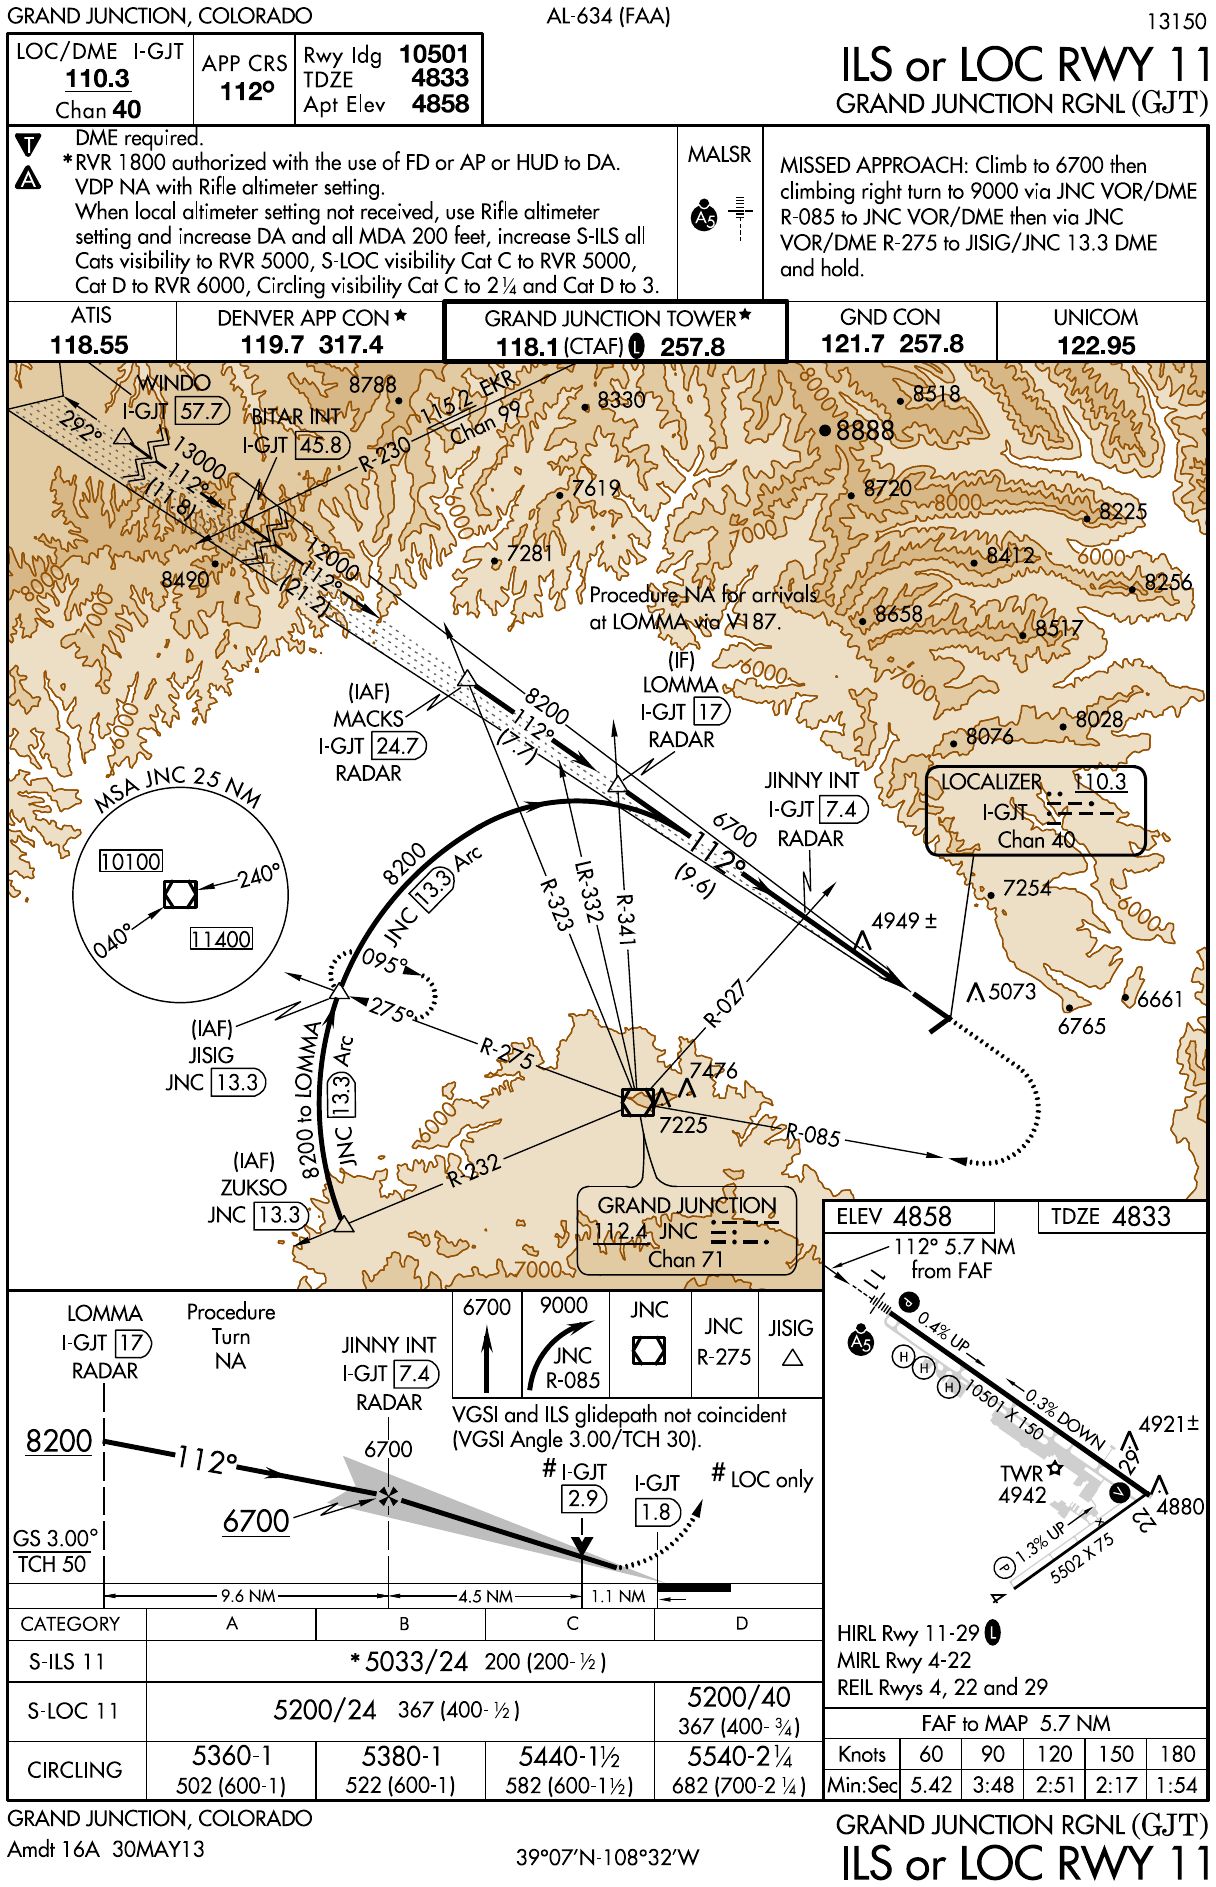 GRAND JUNCTION, COLORADO
AL-634 (FAA)
13150
LOC/DME I-GJT
110.3
Chan 40
APP CRS
112°
Rwy ldg 10501
TDZE 4833
Apt Elev 4858
ILS or LOC RWY 11
GRAND JUNCTION RGNL (GJT)
T
A
DME required.
*RVR 1800 authorized with the use of FD or AP or HUD to DA.
VDP NA with Rifle altimeter setting.
When local altimeter setting not received, use Rifle altimeter
setting and increase DA and all MDA 200 feet, increase S-ILS all
Cats visibility to RVR 5000, S-LOC visibility Cat C to RVR 5000,
Cat D to RVR 6000, Circling visibility Cat C to 2¼ and Cat D to 3.
MALSR
A5
MISSED APPROACH: Climb to 6700 then
climbing right turn to 9000 via JNC VOR/DME
R-085 to JNC VOR/DME then via JNC
VOR/DME R-275 to JISIG/JNC 13.3 DME
and hold.
ATIS
118.55
DENVER APP CON★
119.7 317.4
GRAND JUNCTION TOWER★
118.1 (CTAF) L 257.8
GND CON
121.7 257.8
UNICOM
122.95
WINDO
I-GJT 57.7
BITAR INT
I-GJT 45.8
292°
13000
112°
(11.8)
R-230
115.2 EKR
Chan 99
8788
8330
8518
8888
7619
8720
8000
8225
7000
7281
8412
6000
8256
8490
8000
7000
12000
112°
(21.2)
Procedure NA for arrivals
at LOMMA via V187.
8658
8517
6000
7000
8000
8028
8076
(IAF)
MACKS
I-GJT 24.7
RADAR
8200
112°
(7.7)
(IF)
LOMMA
I-GJT 17
RADAR
6000
JINNY INT
I-GJT 7.4
RADAR
LOCALIZER 110.3
I-GJT
Chan 40
MSA JNC 25 NM
10100
240°
040°
11400
8200
JNC 13.3 Arc
R-323
LR-332
R-341
6700
112°
(9.6)
4949 ±
7254
6000
R-027
5073
6661
6765
095°
275°
(IAF)
JISIG
JNC 13.3
R-275
8200 to LOMMA
JNC 13.3 Arc
7476
7225
R-085
6000
R-232
(IAF)
ZUKSO
JNC 13.3
GRAND JUNCTION
112.4 JNC
Chan 71
7000
ELEV 4858
TDZE 4833
112° 5.7 NM
from FAF
11
P
A5
0.4% UP
H
H
H
10501 X 150
0.3% DOWN
29
4921±
TWR
4942
V
4880
22
P
1.3% UP
5502 X 75
4
HIRL Rwy 11-29 L
MIRL Rwy 4-22
REIL Rwys 4, 22 and 29
FAF to MAP 5.7 NM
Knots 60 90 120 150 180
Min:Sec 5.42 3:48 2:51 2:17 1:54
LOMMA
I-GJT 17
RADAR
Procedure
Turn
NA
JINNY INT
I-GJT 7.4
RADAR
6700
9000
JNC
R-085
JNC
JNC
R-275
JISIG
VGSI and ILS glidepath not coincident
(VGSI Angle 3.00/TCH 30).
8200
112°
6700
6700
# I-GJT
2.9
I-GJT
1.8
# LOC only
GS 3.00°
TCH 50
9.6 NM
4.5 NM
1.1 NM
CATEGORY A B C D
S-ILS 11 *5033/24 200 (200-½)
S-LOC 11 5200/24 367 (400-½) 5200/40 367 (400-¾)
CIRCLING 5360-1 5380-1 5440-1½ 5540-2¼
502 (600-1) 522 (600-1) 582 (600-1½) 682 (700-2¼)
GRAND JUNCTION, COLORADO
Amdt 16A 30MAY13
39°07'N-108°32'W
GRAND JUNCTION RGNL (GJT)
ILS or LOC RWY 11